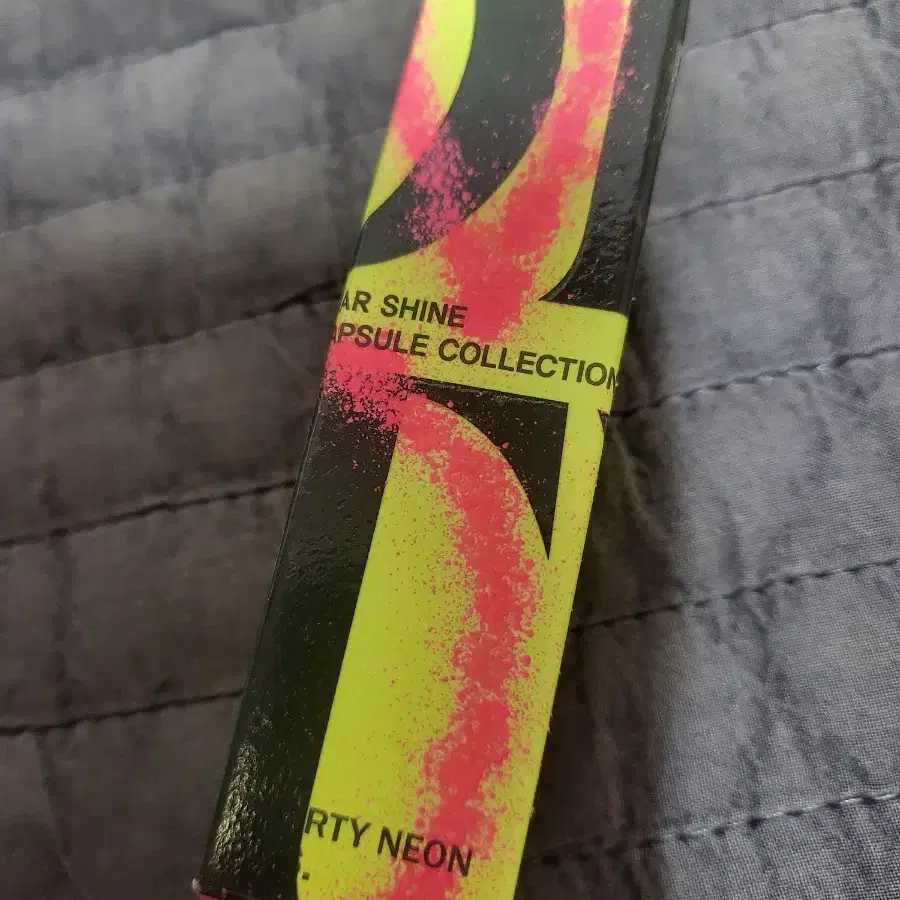 AR SHINE
APSULE COLLECTION
RTY NEON
.